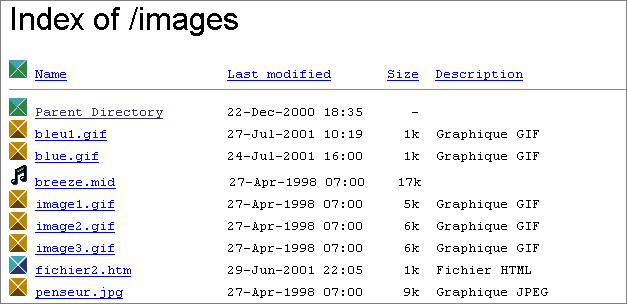 Index of /images
Name Last modified Size Description
Parent Directory 22-Dec-2000 18:35 -
bleu1.gif 27-Jul-2001 10:19 1k Graphique GIF
blue.gif 24-Jul-2001 16:00 1k Graphique GIF
breeze.mid 27-Apr-1998 07:00 17k
image1.gif 27-Apr-1998 07:00 5k Graphique GIF
image2.gif 27-Apr-1998 07:00 6k Graphique GIF
image3.gif 27-Apr-1998 07:00 6k Graphique GIF
fichier2.htm 29-Jun-2001 22:05 1k Fichier HTML
penseur.jpg 27-Apr-1998 07:00 9k Graphique JPEG